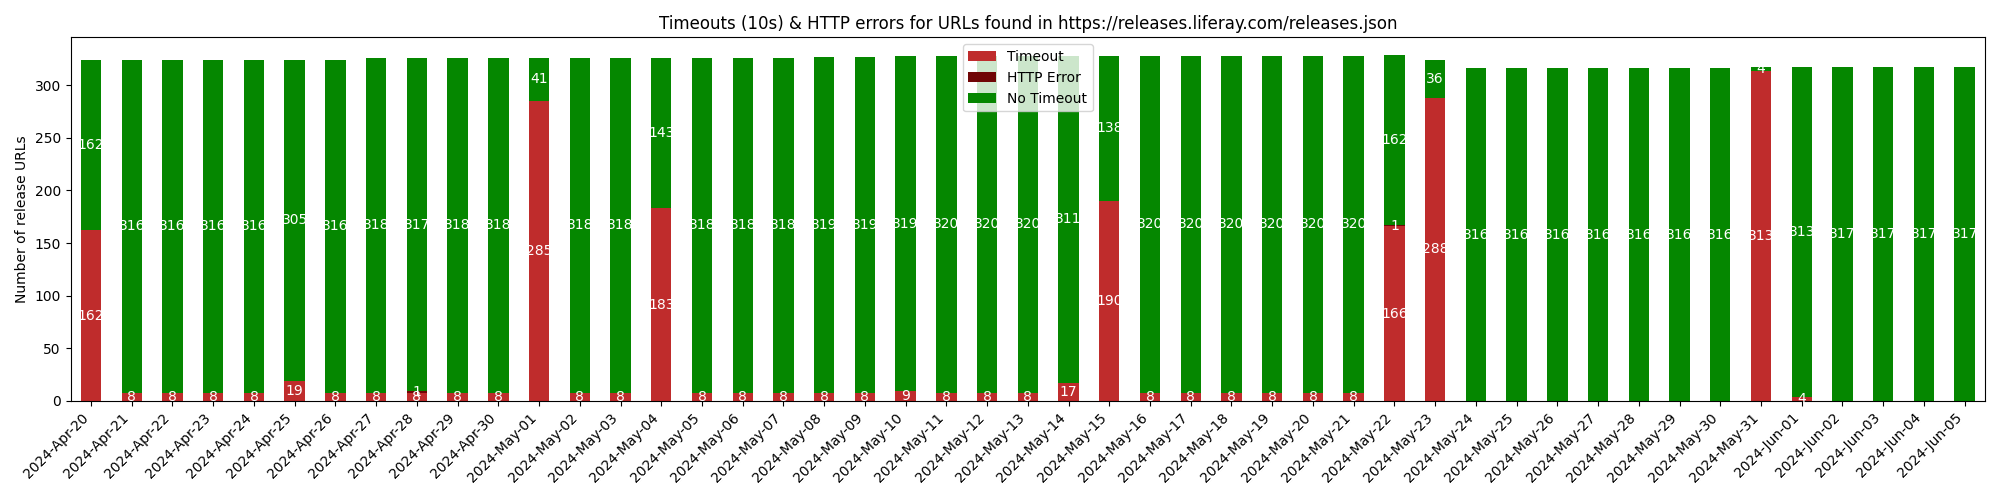 Timeouts (10s) & HTTP errors for URLs found in https://releases.liferay.com/releases.json
Timeout
HTTP Error
No Timeout
Number of release URLs
300
250
200
150
100
50
0
41 36 4
143 138 162
162 316 316 316 316 305 316 318 317 318 318 318 318 318 318 318 319 319 319 320 320 320 311 320 320 320 320 320 320 1 316 316 316 316 316 316 316 313 317 317 317 317
285 183 190 166 288 313
162 8 8 8 8 19 8 8 1 8 8 8 8 8 8 8 8 8 8 9 8 8 8 17 8 8 8 8 8 8 4
2024-Apr-20
2024-Apr-21
2024-Apr-22
2024-Apr-23
2024-Apr-24
2024-Apr-25
2024-Apr-26
2024-Apr-27
2024-Apr-28
2024-Apr-29
2024-Apr-30
2024-May-01
2024-May-02
2024-May-03
2024-May-04
2024-May-05
2024-May-06
2024-May-07
2024-May-08
2024-May-09
2024-May-10
2024-May-11
2024-May-12
2024-May-13
2024-May-14
2024-May-15
2024-May-16
2024-May-17
2024-May-18
2024-May-19
2024-May-20
2024-May-21
2024-May-22
2024-May-23
2024-May-24
2024-May-25
2024-May-26
2024-May-27
2024-May-28
2024-May-29
2024-May-30
2024-May-31
2024-Jun-01
2024-Jun-02
2024-Jun-03
2024-Jun-04
2024-Jun-05